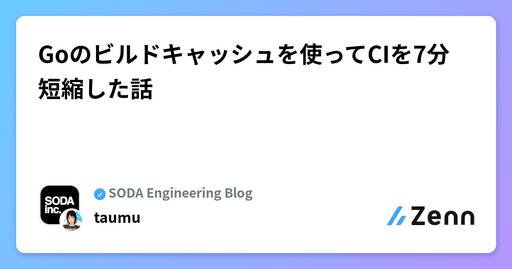 Goのビルドキャッシュを使ってCIを7分
短縮した話
SODA
inc.
SODA Engineering Blog
taumu
Zenn